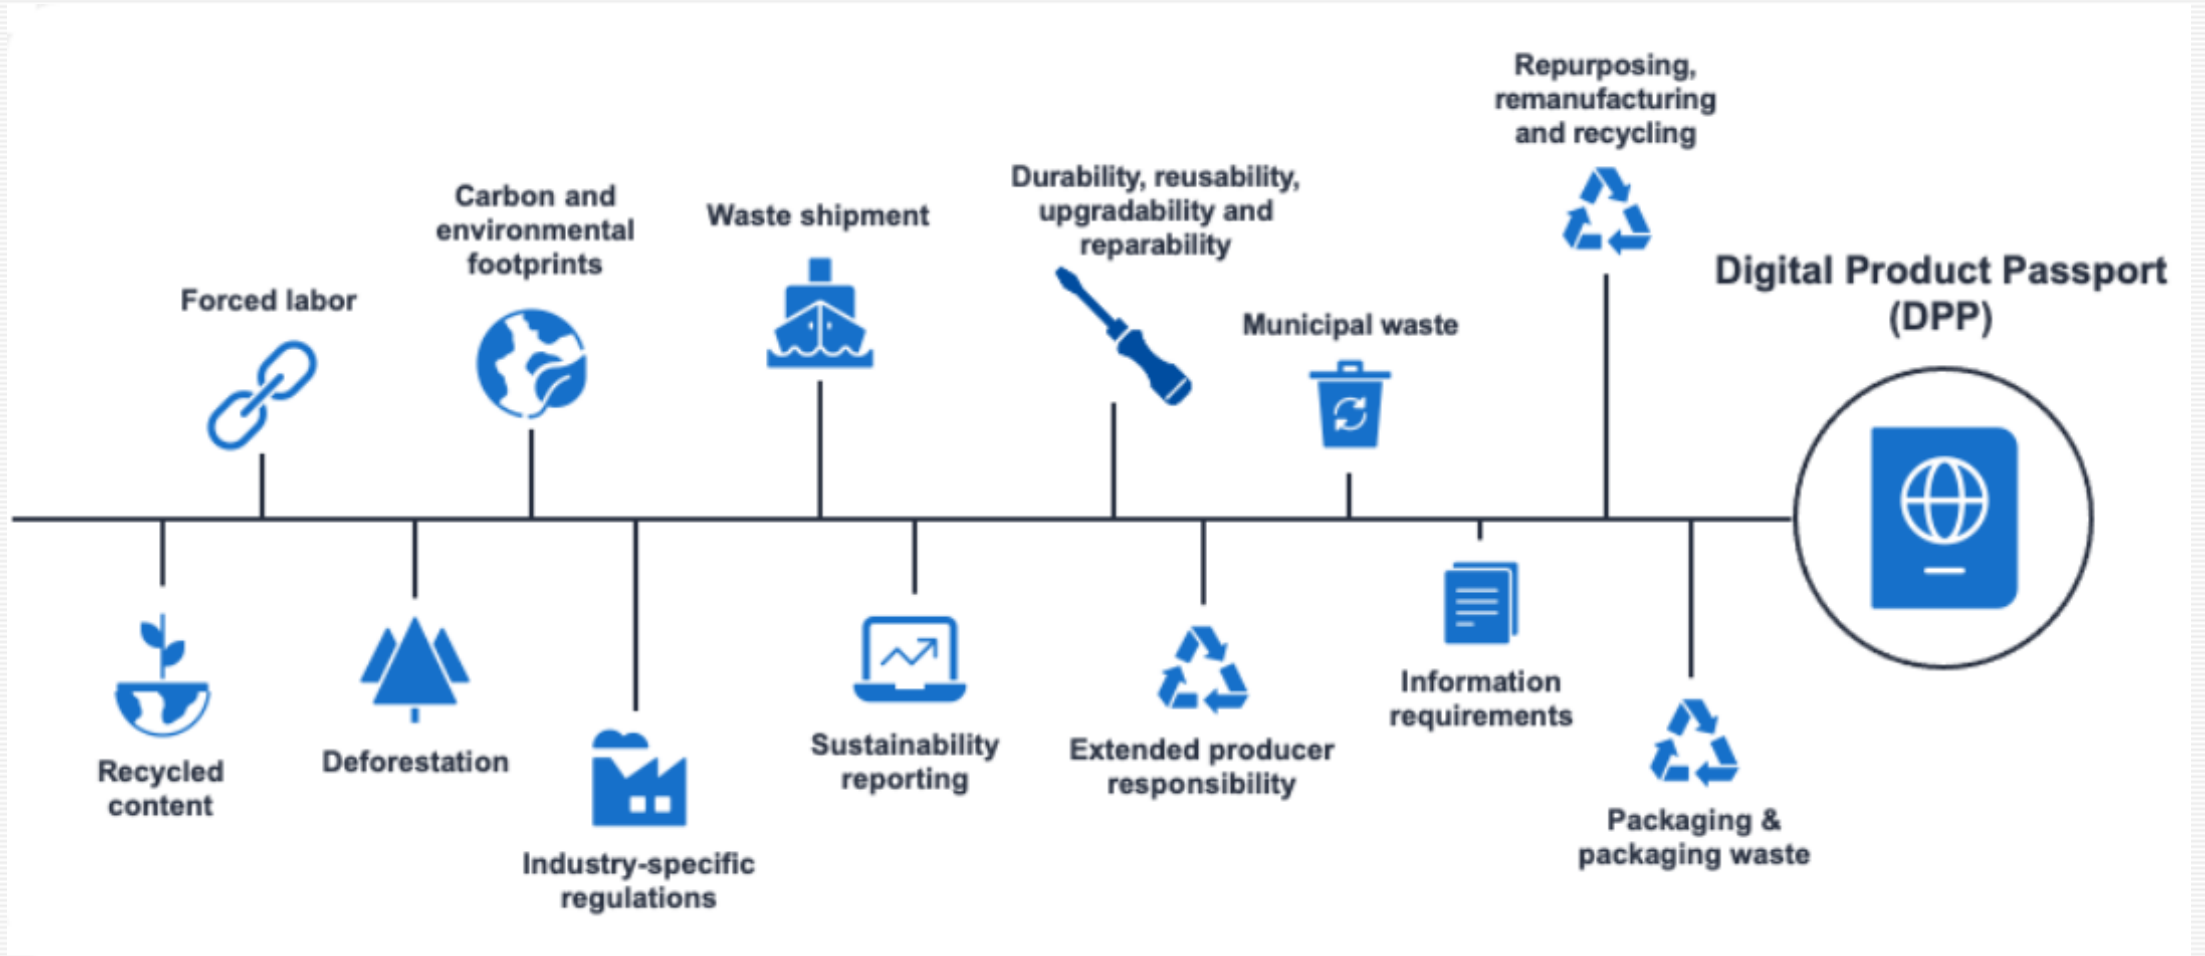 Repurposing,
remanufacturing
and recycling
Durability, reusability,
upgradability and
reparability
Carbon and
environmental
footprints
Waste shipment
Digital Product Passport
(DPP)
Forced labor
Municipal waste
Information
requirements
Sustainability
reporting
Extended producer
responsibility
Deforestation
Recycled
content
Packaging &
packaging waste
Industry-specific
regulations